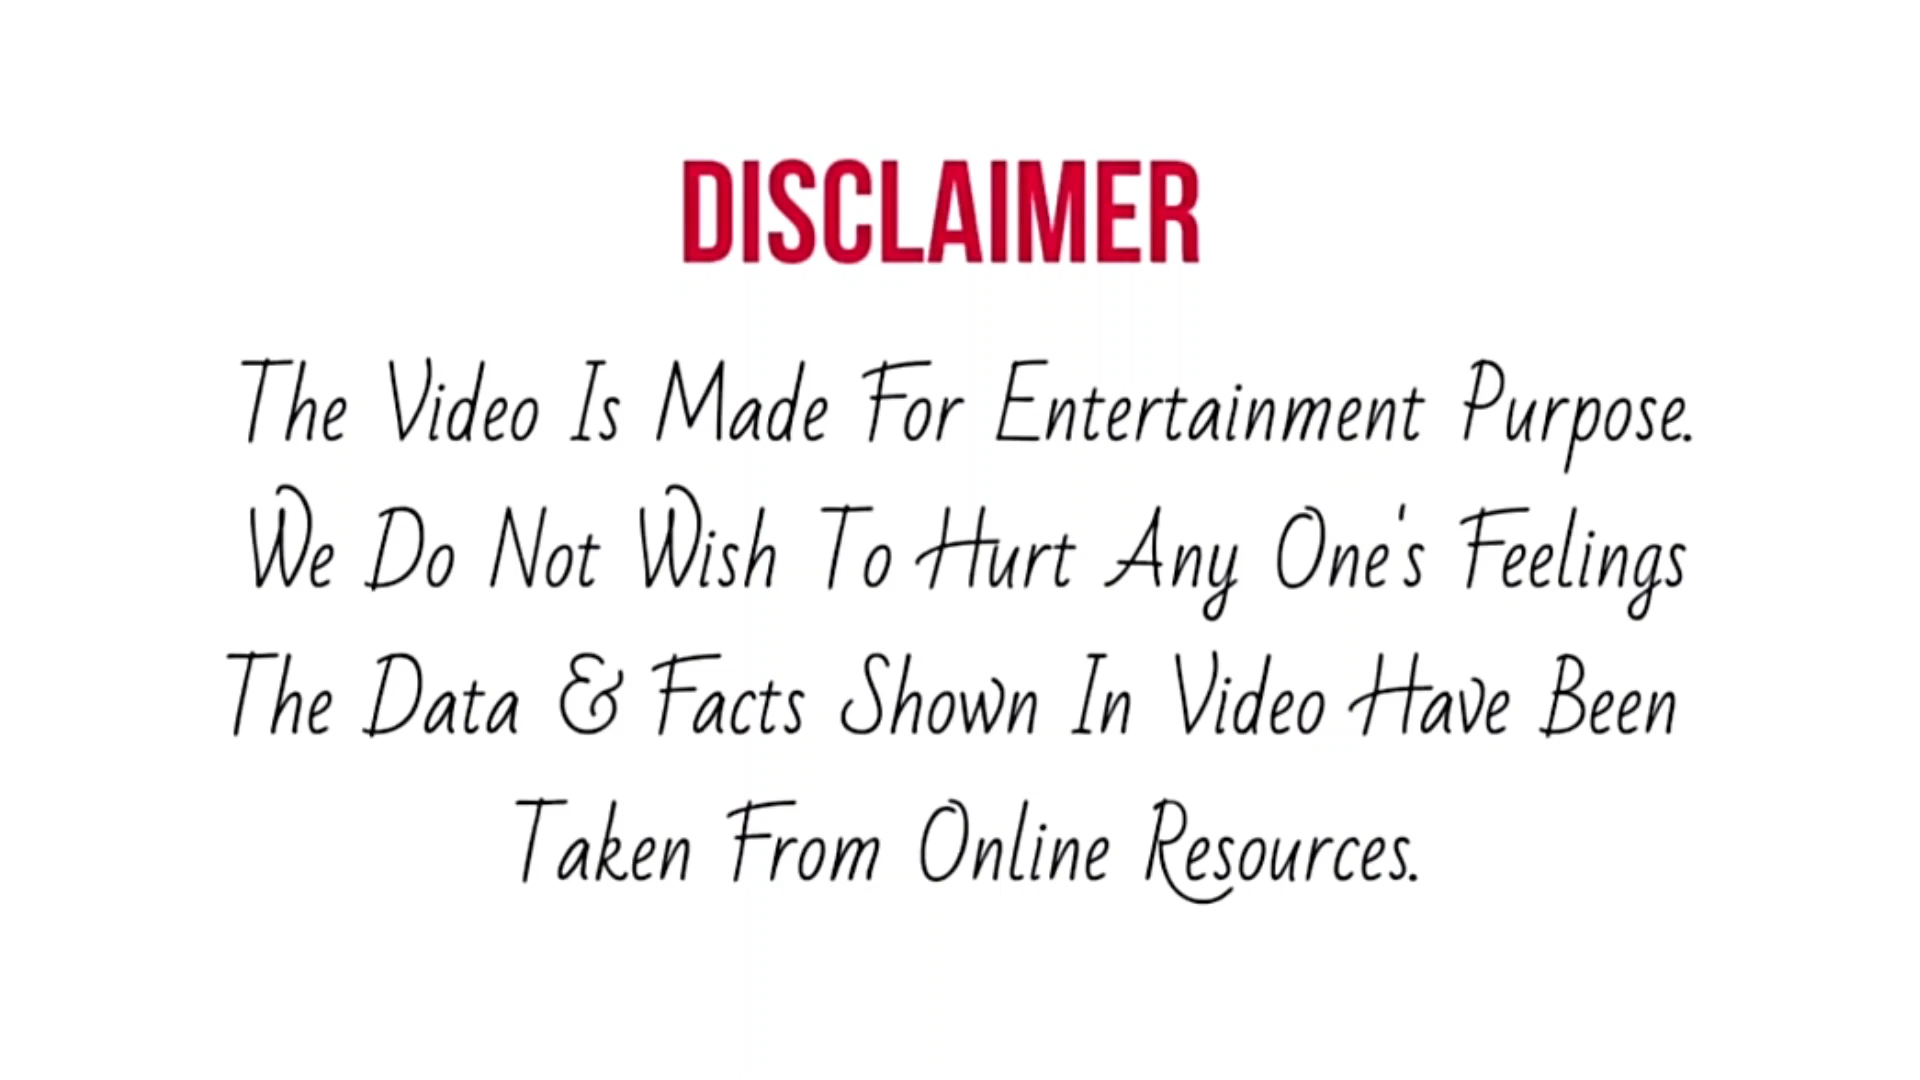 DISCLAIMER
The Video Is Made For Entertainment Purpose.
We Do Not Wish To Hurt Any One's Feelings
The Data & Facts Shown In Video Have Been
Taken From Online Resources.